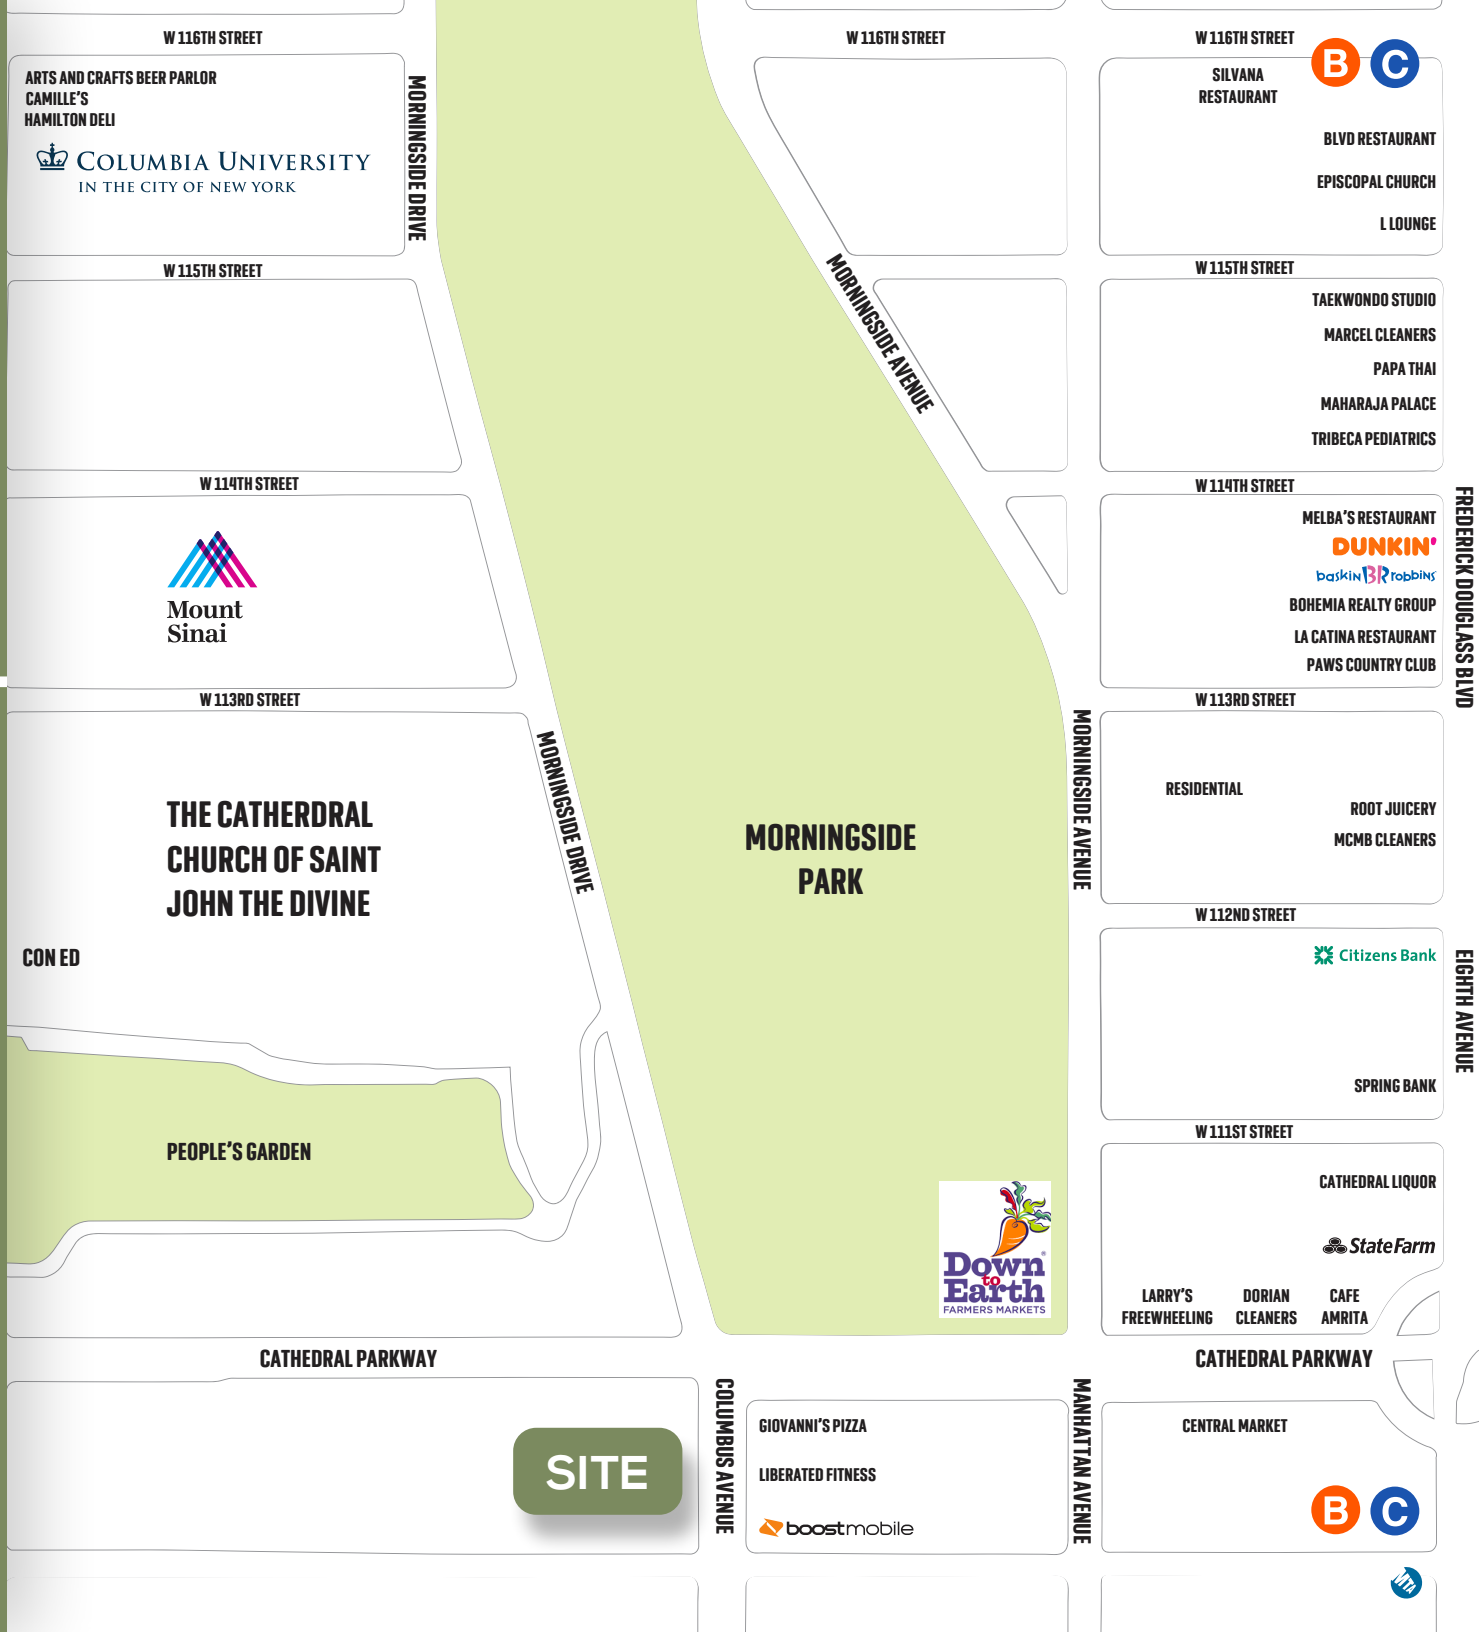 W 116TH STREET
W 116TH STREET
W 116TH STREET
B
C
ARTS AND CRAFTS BEER PARLOR
CAMILLE'S
HAMILTON DELI
COLUMBIA UNIVERSITY
IN THE CITY OF NEW YORK
MORNINGSIDE DRIVE
SILVANA
RESTAURANT
BLVD RESTAURANT
EPISCOPAL CHURCH
L LOUNGE
W 115TH STREET
W 115TH STREET
MORNINGSIDE AVENUE
TAEKWONDO STUDIO
MARCEL CLEANERS
PAPA THAI
MAHARAJA PALACE
TRIBECA PEDIATRICS
W 114TH STREET
W 114TH STREET
Mount
Sinai
MELBA'S RESTAURANT
DUNKIN'
baskin BR robbins
BOHEMIA REALTY GROUP
LA CATINA RESTAURANT
PAWS COUNTRY CLUB
FREDERICK DOUGLASS BLVD
W 113RD STREET
W 113RD STREET
THE CATHERDRAL
CHURCH OF SAINT
JOHN THE DIVINE
CON ED
MORNINGSIDE DRIVE
MORNINGSIDE
PARK
MORNINGSIDE AVENUE
RESIDENTIAL
ROOT JUICERY
MCMB CLEANERS
W 112ND STREET
Citizens Bank
SPRING BANK
EIGHTH AVENUE
W 111ST STREET
PEOPLE'S GARDEN
Down
to
Earth®
FARMERS MARKETS
CATHEDRAL LIQUOR
State Farm
LARRY'S
FREEWHEELING
DORIAN
CLEANERS
CAFE
AMRITA
CATHEDRAL PARKWAY
CATHEDRAL PARKWAY
SITE
COLUMBUS AVENUE
GIOVANNI'S PIZZA
LIBERATED FITNESS
boostmobile
MANHATTAN AVENUE
CENTRAL MARKET
B
C
MTA